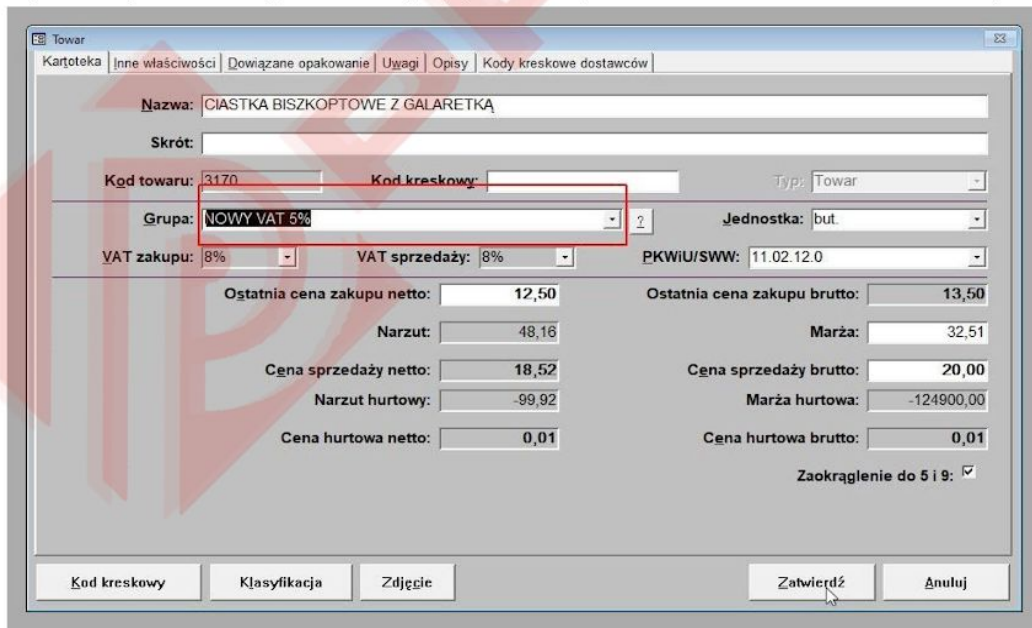 Towar
Kartoteka Inne właściwości Dowiązane opakowanie Uwagi Opisy Kody kreskowe dostawców
Nazwa: CIASTKA BISZKOPTOWE Z GALARETKĄ
Skrót:
Kod towaru: 3170 Kod kreskowy: Typ: Towar
Grupa: NOWY VAT 5% ? Jednostka: but.
VAT zakupu: 8% VAT sprzedaży: 8% PKWiU/SWW: 11.02.12.0
Ostatnia cena zakupu netto: 12,50 Ostatnia cena zakupu brutto: 13,50
Narzut: 48,16 Marża: 32,51
Cena sprzedaży netto: 18,52 Cena sprzedaży brutto: 20,00
Narzut hurtowy: -99,92 Marża hurtowa: -124900,00
Cena hurtowa netto: 0,01 Cena hurtowa brutto: 0,01
Zaokrąglenie do 5 i 9:
Kod kreskowy Klasyfikacja Zdjęcie Zatwierdź Anuluj